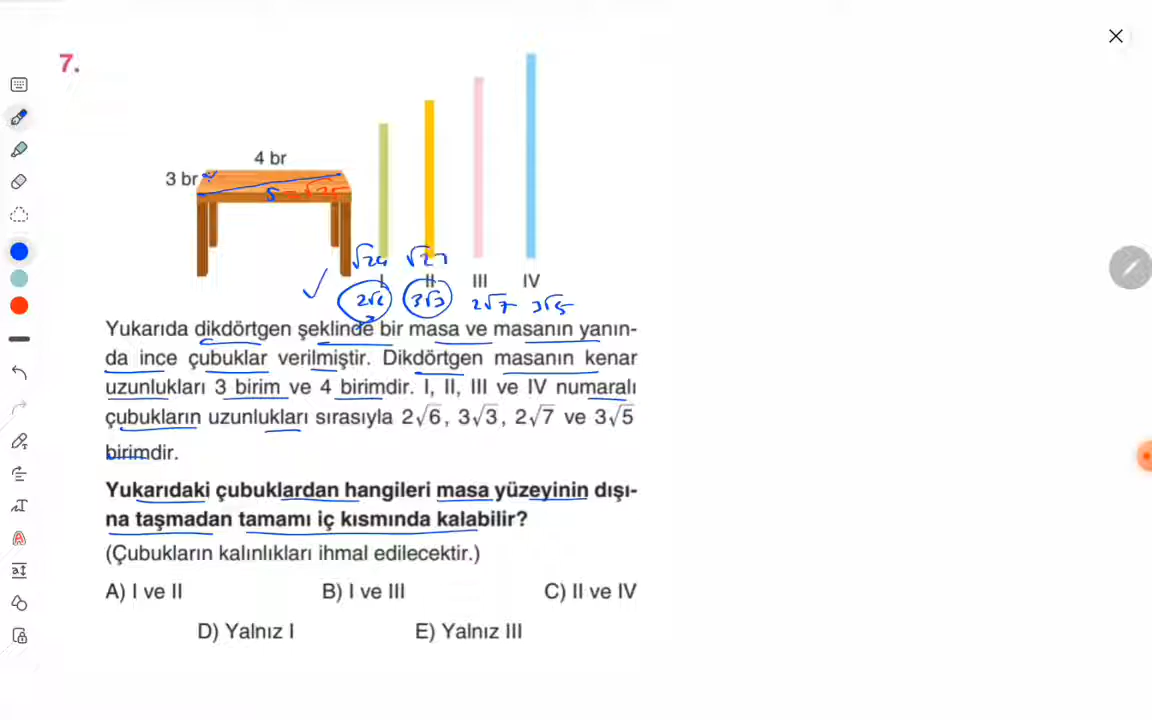 7.
4 br
3 br
5 = √25
√24 √27
I II III IV
2√6 3√3 2√7 3√5
Yukarıda dikdörtgen şeklinde bir masa ve masanın yanın-
da ince çubuklar verilmiştir. Dikdörtgen masanın kenar
uzunlukları 3 birim ve 4 birimdir. I, II, III ve IV numaralı
çubukların uzunlukları sırasıyla 2√6, 3√3, 2√7 ve 3√5
birimdir.
Yukarıdaki çubuklardan hangileri masa yüzeyinin dışı-
na taşmadan tamamı iç kısmında kalabilir?
(Çubukların kalınlıkları ihmal edilecektir.)
A) I ve II B) I ve III C) II ve IV
D) Yalnız I E) Yalnız III